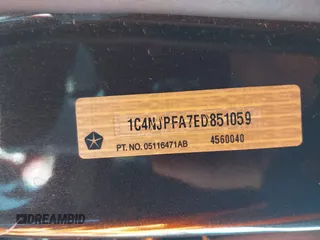 1C4NJPFA7ED851059
PT. NO. 05116471AB 4560040
DREAMBID